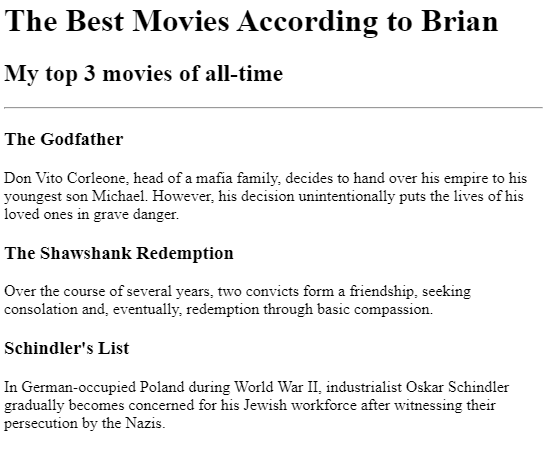 The Best Movies According to Brian
My top 3 movies of all-time
The Godfather
Don Vito Corleone, head of a mafia family, decides to hand over his empire to his
youngest son Michael. However, his decision unintentionally puts the lives of his
loved ones in grave danger.
The Shawshank Redemption
Over the course of several years, two convicts form a friendship, seeking
consolation and, eventually, redemption through basic compassion.
Schindler's List
In German-occupied Poland during World War II, industrialist Oskar Schindler
gradually becomes concerned for his Jewish workforce after witnessing their
persecution by the Nazis.